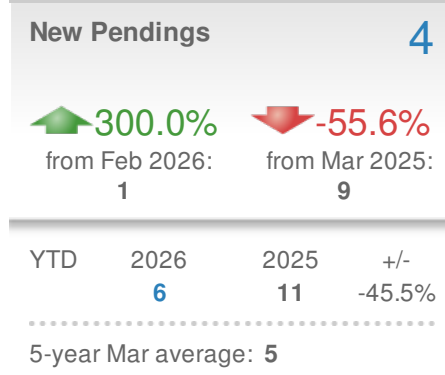 New Pendings 4
300.0% -55.6%
from Feb 2026: from Mar 2025:
1 9
YTD 2026 2025 +/-
6 11 -45.5%
5-year Mar average: 5